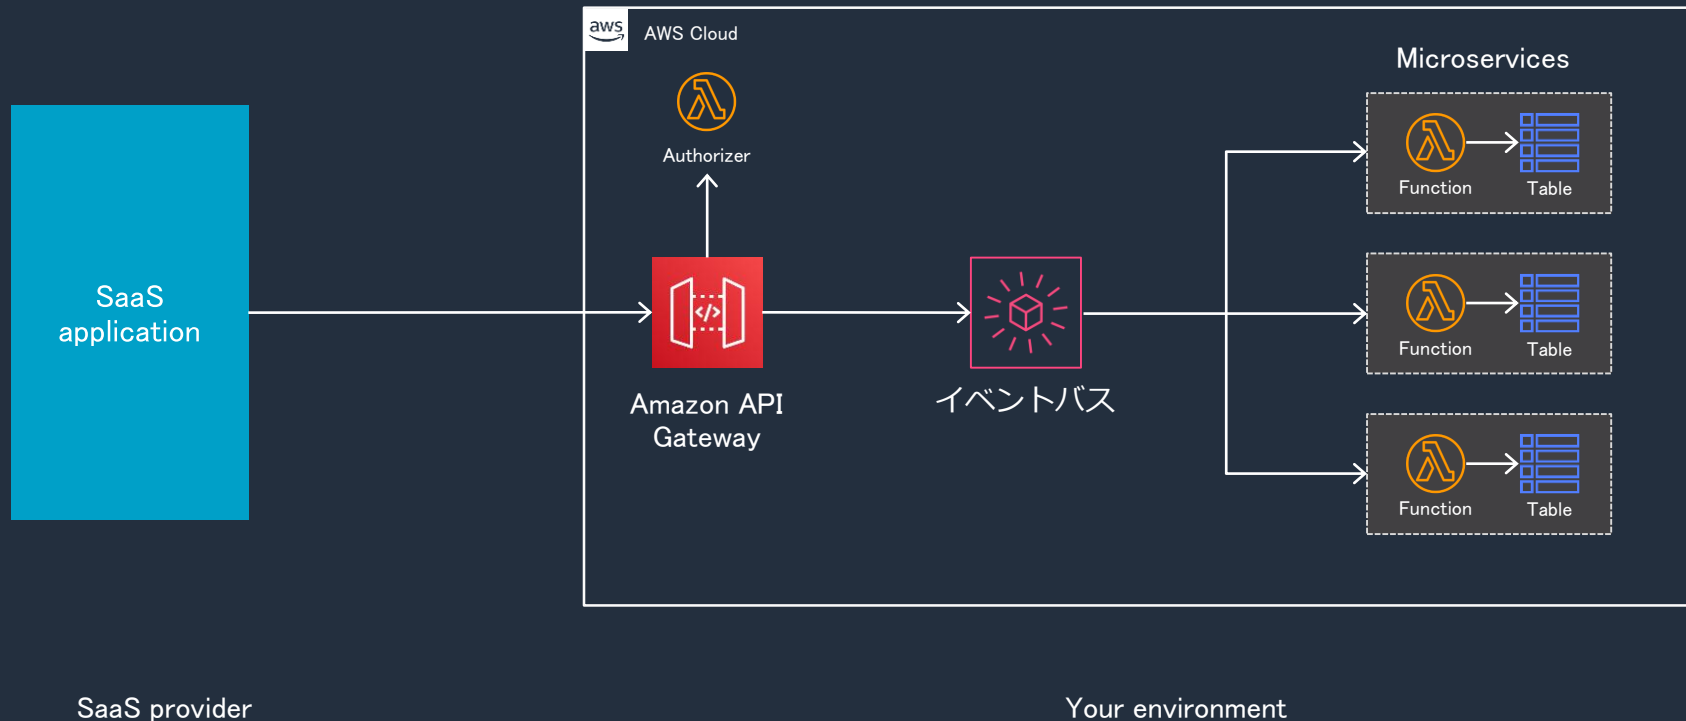 aws
AWS Cloud
Microservices
Authorizer
Function
Table
SaaS
application
</>
Amazon API
Gateway
イベントバス
Function
Table
Function
Table
SaaS provider
Your environment